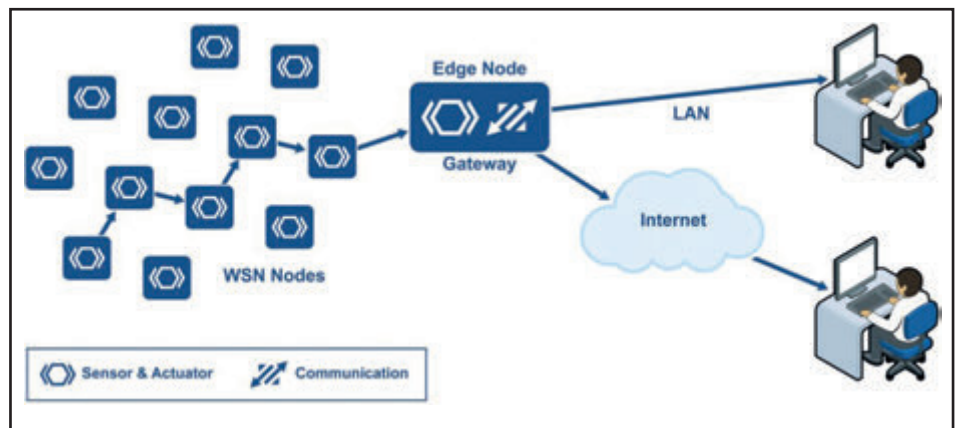 Edge Node
Gateway
LAN
Internet
WSN Nodes
Sensor & Actuator
Communication